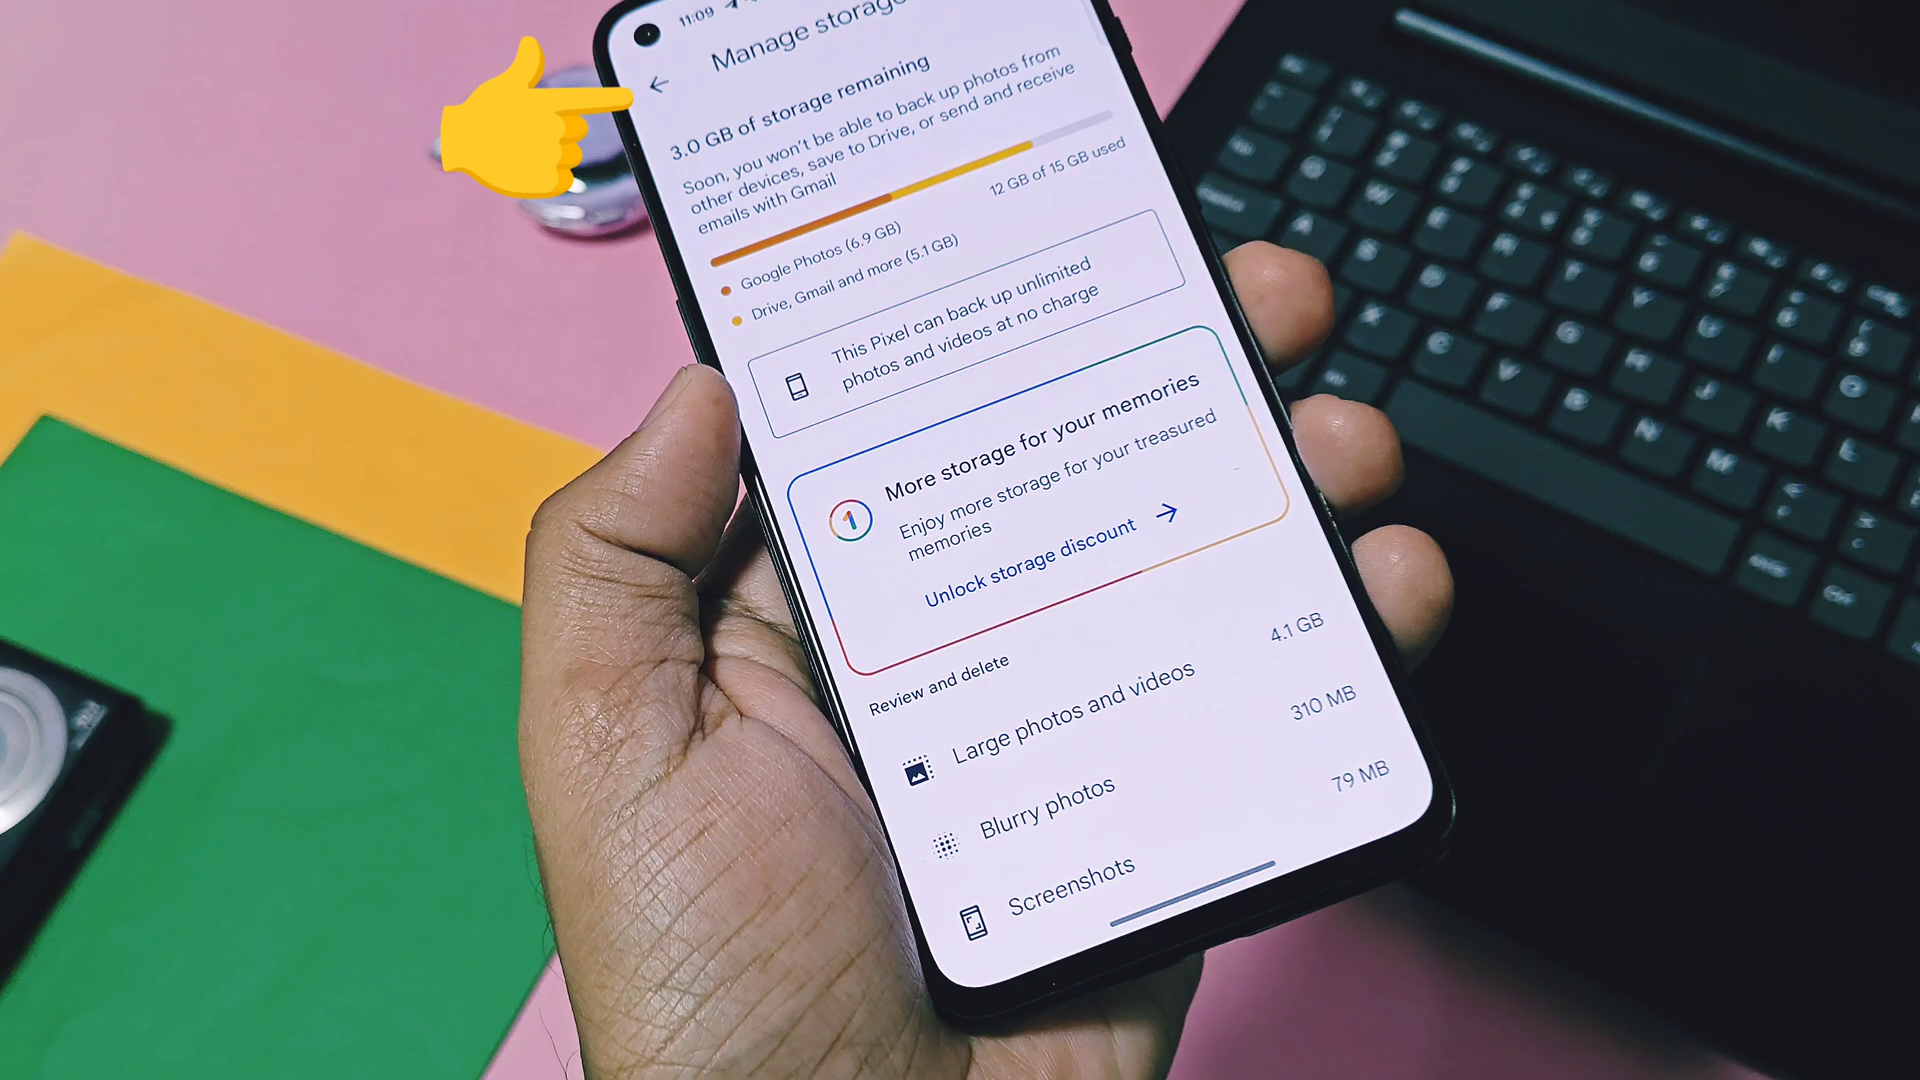 11:09
Manage storage
3.0 GB of storage remaining
Soon, you won't be able to back up photos from
other devices, save to Drive, or send and receive
emails with Gmail
12 GB of 15 GB used
Google Photos (6.9 GB)
Drive, Gmail and more (5.1 GB)
This Pixel can back up unlimited
photos and videos at no charge
1
More storage for your memories
Enjoy more storage for your treasured
memories
Unlock storage discount
Review and delete
Large photos and videos
4.1 GB
Blurry photos
310 MB
Screenshots
79 MB
Q
W
E
R
T
Y
U
I
A
S
D
F
G
H
J
K
L
X
C
V
B
N
M